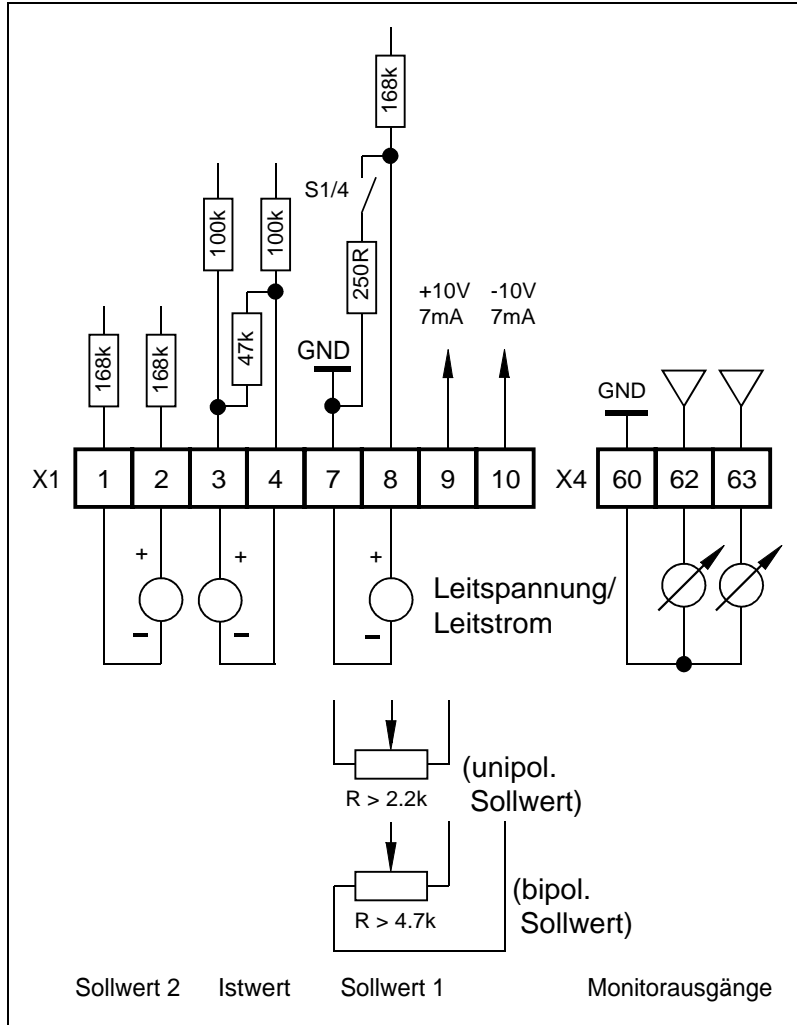 168k
S1/4
100k 100k
250R
+10V -10V
7mA 7mA
47k
GND
168k 168k
GND
X1 1 2 3 4 7 8 9 10 X4 60 62 63
+ + +
Leitspannung/
Leitstrom
- - -
(unipol.
Sollwert)
R > 2.2k
(bipol.
Sollwert)
R > 4.7k
Sollwert 2 Istwert Sollwert 1 Monitorausgänge